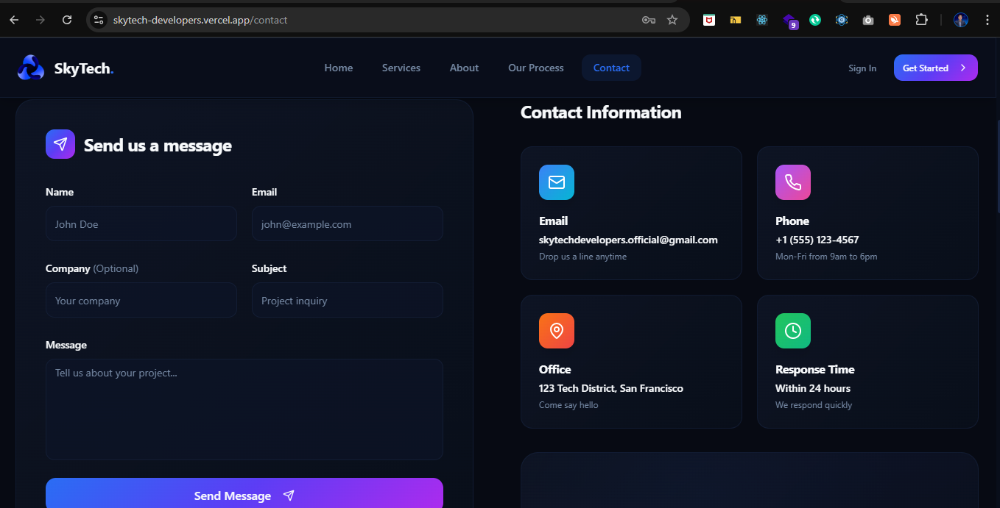 skytech-developers.vercel.app/contact
9
SkyTech.
Home
Services
About
Our Process
Contact
Sign In
Get Started
Send us a message
Name
John Doe
Email
john@example.com
Company (Optional)
Your company
Subject
Project inquiry
Message
Tell us about your project...
Send Message
Contact Information
Email
skytechdevelopers.official@gmail.com
Drop us a line anytime
Phone
+1 (555) 123-4567
Mon-Fri from 9am to 6pm
Office
123 Tech District, San Francisco
Come say hello
Response Time
Within 24 hours
We respond quickly